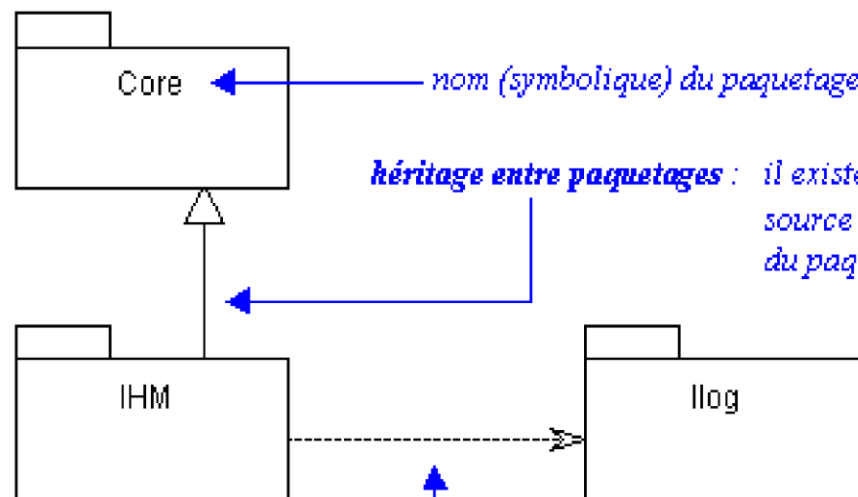 Core
nom (symbolique) du paquetage
héritage entre paquetages : il existe
source
du paq
IHM
Ilog